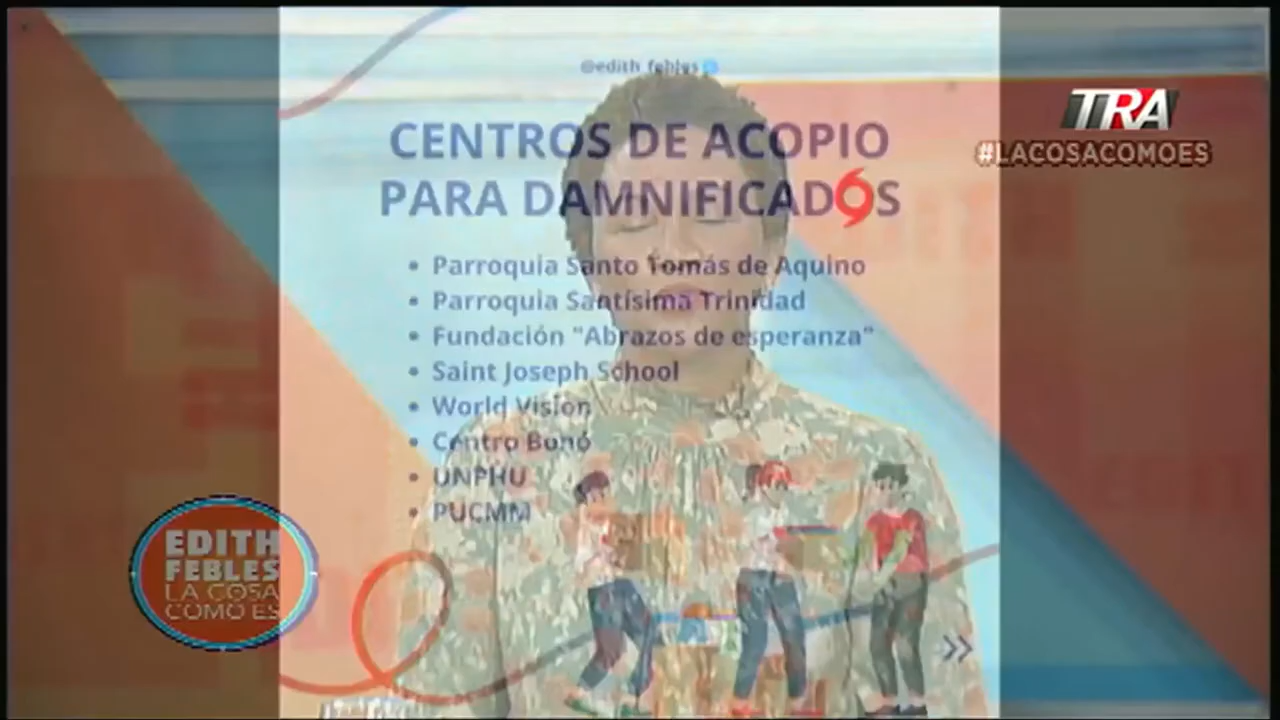 @edith_febles
TRA
#LACOSACOMOES
CENTROS DE ACOPIO
PARA DAMNIFICADOS
• Parroquia Santo Tomás de Aquino
• Parroquia Santísima Trinidad
• Fundación "Abrazos de esperanza"
• Saint Joseph School
• World Vision
• Centro Bonó
• UNPHU
• PUCMM
EDITH
FEBLES
LA COSA
COMO ES